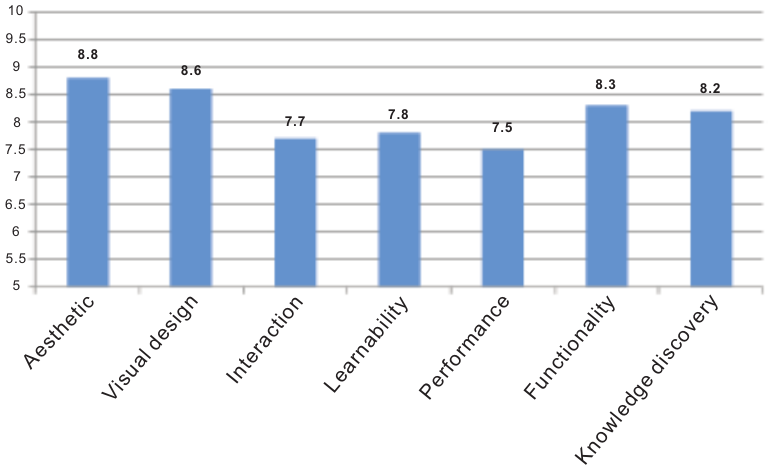 10
9.5
9
8.5
8
7.5
7
6.5
6
5.5
5
8.8
8.6
7.7
7.8
7.5
8.3
8.2
Aesthetic
Visual design
Interaction
Learnability
Performance
Functionality
Knowledge discovery